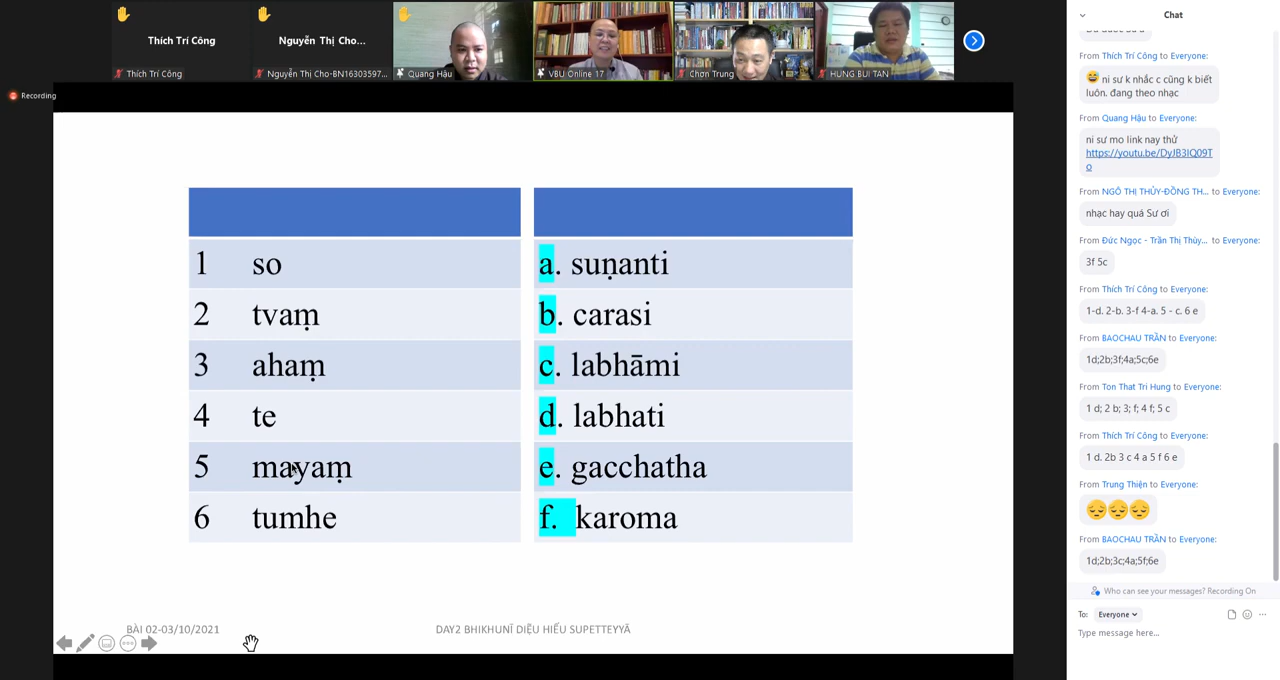 Thích Trí Công
Nguyễn Thị Cho...
Thích Trí Công
Nguyễn Thị Cho-BN16303597...
Quang Hậu
VBU Online 17
Chơn Trung
HUNG BUI TAN
Recording
1 so
2 tvaṃ
3 ahaṃ
4 te
5 mayaṃ
6 tumhe
a. suṇanti
b. carasi
c. labhāmi
d. labhati
e. gacchatha
f. karoma
BÀI 02-03/10/2021
DAY2 BHIKHUNĪ DIỆU HIẾU SUPETTEYYĀ
Chat
From Thích Trí Công to Everyone:
ni sư k nhắc c cũng k biết
luôn. đang theo nhạc
From Quang Hậu to Everyone:
ni sư mo link nay thử
From NGÔ THỊ THỦY-ĐỒNG TH... to Everyone:
nhạc hay quá Sư ơi
From Đức Ngọc - Trần Thị Thùy... to Everyone:
3f 5c
From Thích Trí Công to Everyone:
1-d. 2-b. 3-f 4-a. 5 - c. 6 e
From BAOCHAU TRẦN to Everyone:
1d;2b;3f;4a;5c;6e
From Ton That Tri Hung to Everyone:
1 d; 2 b; 3; f; 4 f; 5 c
From Thích Trí Công to Everyone:
1 d. 2b 3 c 4 a 5 f 6 e
From Trung Thiện to Everyone:
From BAOCHAU TRẦN to Everyone:
1d;2b;3c;4a;5f;6e
Who can see your messages? Recording On
To: Everyone
Type message here...